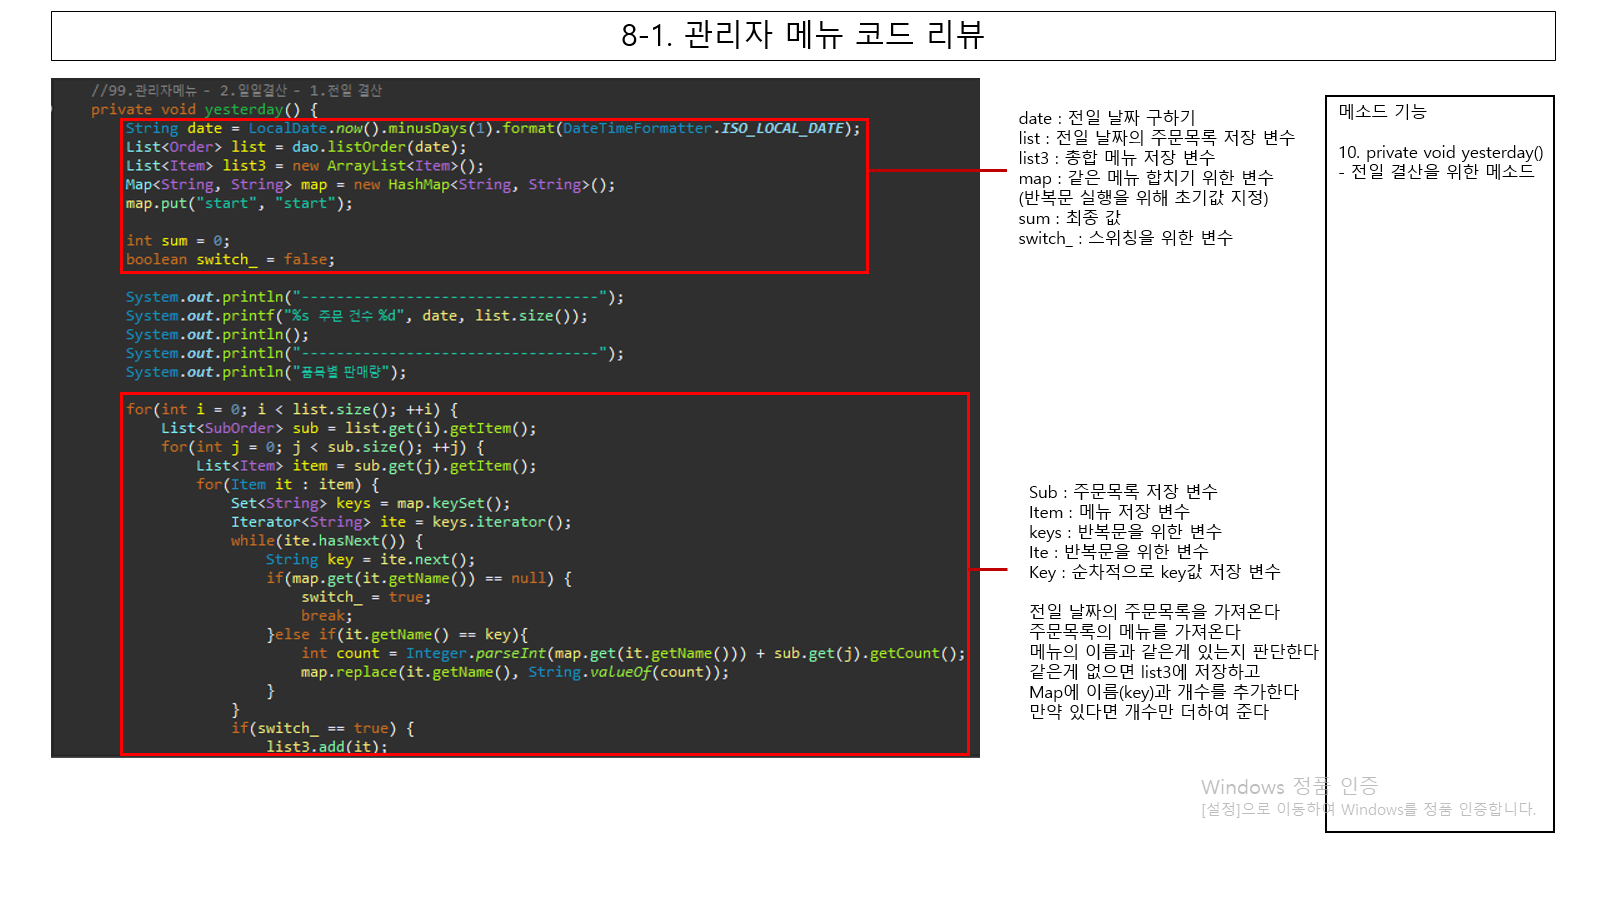 8-1. 관리자 메뉴 코드 리뷰
//99.관리자메뉴 - 2.일일결산 - 1.전일 결산
private void yesterday() {
String date = LocalDate.now().minusDays(1).format(DateTimeFormatter.ISO_LOCAL_DATE);
List<Order> list = dao.listOrder(date);
List<Item> list3 = new ArrayList<Item>();
Map<String, String> map = new HashMap<String, String>();
map.put("start", "start");
int sum = 0;
boolean switch_ = false;
System.out.println("----------------------------------");
System.out.printf("%s 주문 건수 %d", date, list.size());
System.out.println();
System.out.println("----------------------------------");
System.out.println("품목별 판매량");
for(int i = 0; i < list.size(); ++i) {
List<SubOrder> sub = list.get(i).getItem();
for(int j = 0; j < sub.size(); ++j) {
List<Item> item = sub.get(j).getItem();
for(Item it : item) {
Set<String> keys = map.keySet();
Iterator<String> ite = keys.iterator();
while(ite.hasNext()) {
String key = ite.next();
if(map.get(it.getName()) == null) {
switch_ = true;
break;
}else if(it.getName() == key){
int count = Integer.parseInt(map.get(it.getName())) + sub.get(j).getCount();
map.replace(it.getName(), String.valueOf(count));
}
}
if(switch_ == true) {
list3.add(it);
date : 전일 날짜 구하기
list : 전일 날짜의 주문목록 저장 변수
list3 : 총합 메뉴 저장 변수
map : 같은 메뉴 합치기 위한 변수
(반복문 실행을 위해 초기값 지정)
sum : 최종 값
switch_ : 스위칭을 위한 변수
Sub : 주문목록 저장 변수
Item : 메뉴 저장 변수
keys : 반복문을 위한 변수
Ite : 반복문을 위한 변수
Key : 순차적으로 key값 저장 변수
전일 날짜의 주문목록을 가져온다
주문목록의 메뉴를 가져온다
메뉴의 이름과 같은게 있는지 판단한다
같은게 없으면 list3에 저장하고
Map에 이름(key)과 개수를 추가한다
만약 있다면 개수만 더하여 준다
메소드 기능
10. private void yesterday()
- 전일 결산을 위한 메소드
Windows 정품 인증
[설정]으로 이동하여 Windows를 정품 인증합니다.